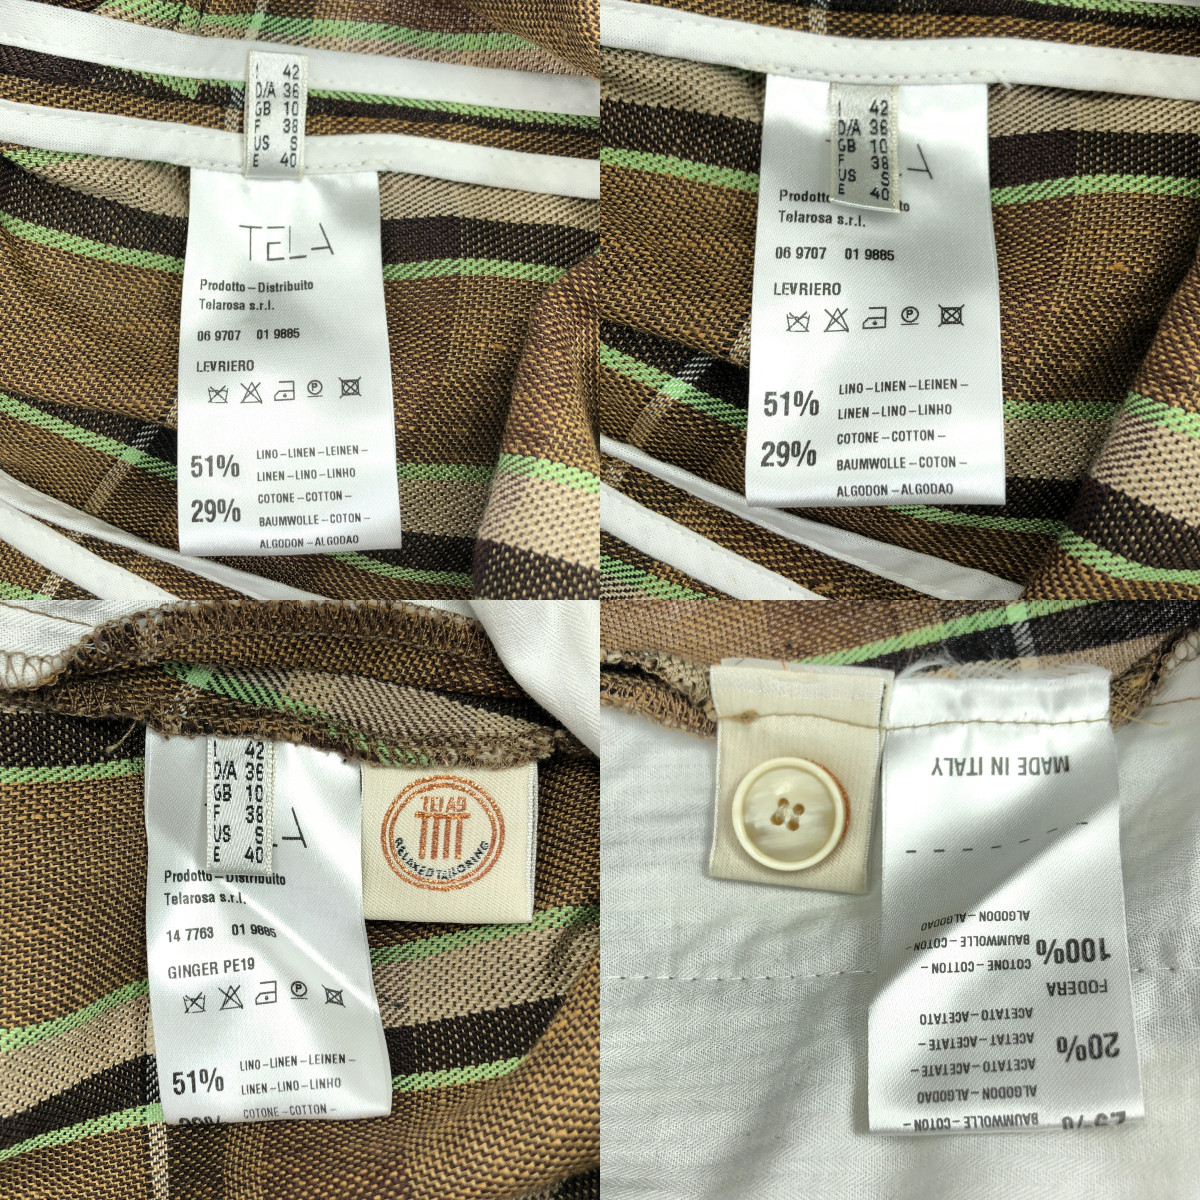 I 42
D/A 36
GB 10
F 38
US S
E 40
TELA
Prodotto – Distribuito
Telarosa s.r.l.
06 9707 01 9885
LEVRIERO
P
51% LINO – LINEN – LEINEN –
LINEN – LINO – LINHO
29% COTONE – COTTON –
BAUMWOLLE – COTON –
ALGODON – ALGODAO
I 42
D/A 36
GB 10
F 38
US S
E 40
Prodotto
Telarosa s.r.l.
06 9707 01 9885
LEVRIERO
P
51% LINO – LINEN – LEINEN –
LINEN – LINO – LINHO
29% COTONE – COTTON –
BAUMWOLLE – COTON –
ALGODON – ALGODAO
I 42
D/A 36
GB 10
F 38
US S
E 40
Prodotto – Distribuito
Telarosa s.r.l.
14 7763 01 9885
GINGER PE19
P
51% LINO – LINEN – LEINEN –
LINEN – LINO – LINHO
29% COTONE – COTTON –
TELA9
RELAXED TAILORING
29% BAUMWOLLE – COTON –
ALGODON – ALGODAO
20% ACETATO – ACETATE –
ACETAT – ACETATE –
ACETATO – ACETATO
FODERA
100% COTONE – COTTON –
BAUMWOLLE – COTON –
ALGODON – ALGODAO
MADE IN ITALY